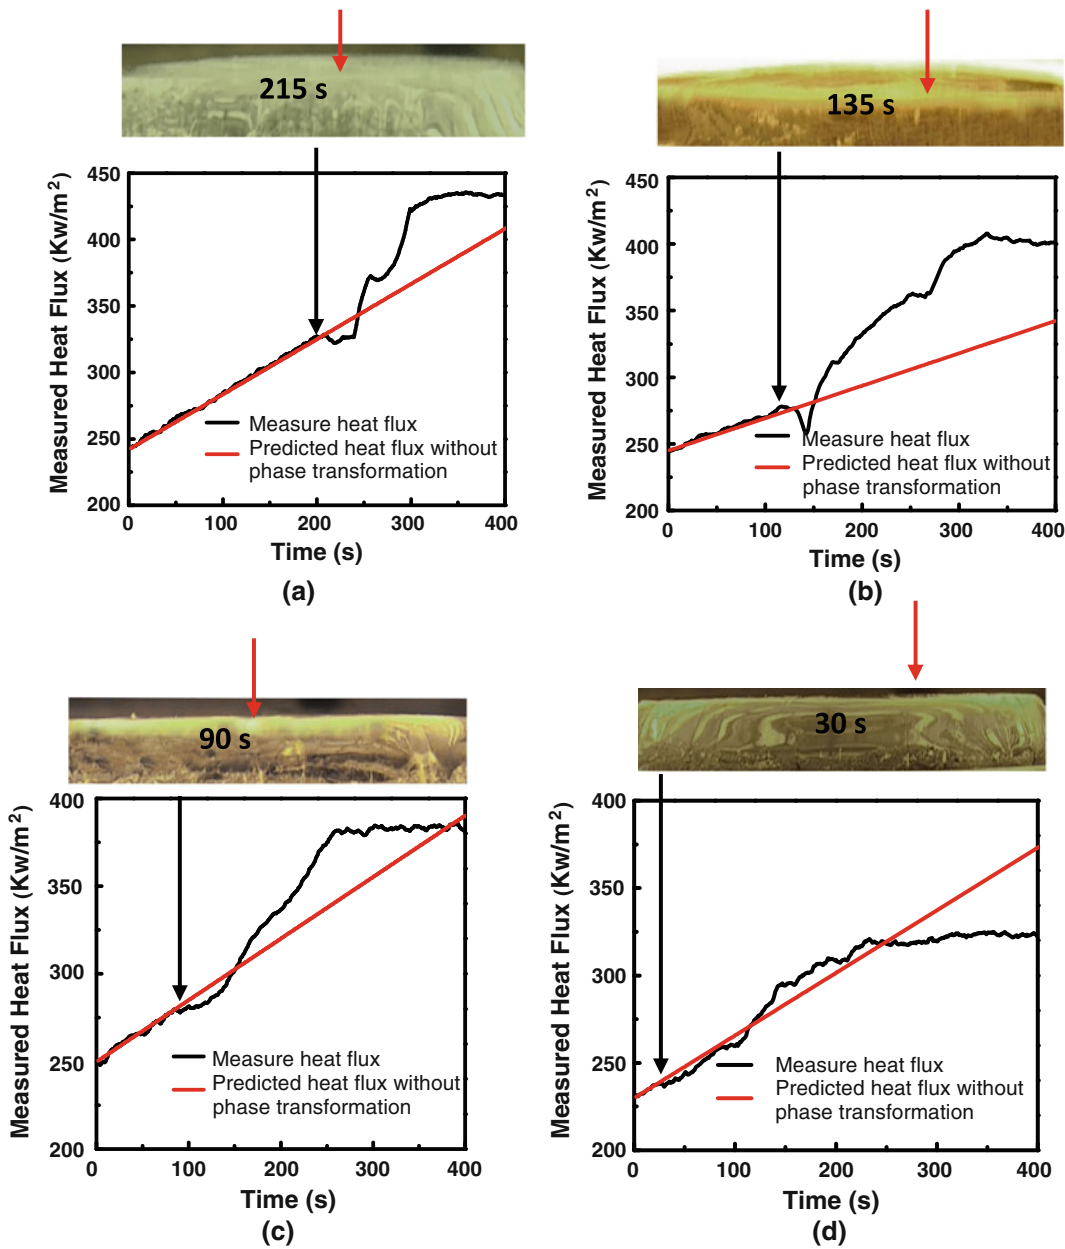 215 s
Measured Heat Flux (Kw/m²)
450
400
350
300
250
200
Measure heat flux
Predicted heat flux without
phase transformation
0 100 200 300 400
Time (s)
(a)
135 s
Measured Heat Flux (Kw/m²)
450
400
350
300
250
200
Measure heat flux
Predicted heat flux without
phase transformation
0 100 200 300 400
Time (s)
(b)
90 s
Measured Heat Flux (Kw/m²)
400
350
300
250
200
Measure heat flux
Predicted heat flux without
phase transformation
0 100 200 300 400
Time (s)
(c)
30 s
Measured Heat Flux (Kw/m²)
400
350
300
250
200
Measure heat flux
Predicted heat flux without
phase transformation
0 100 200 300 400
Time (s)
(d)